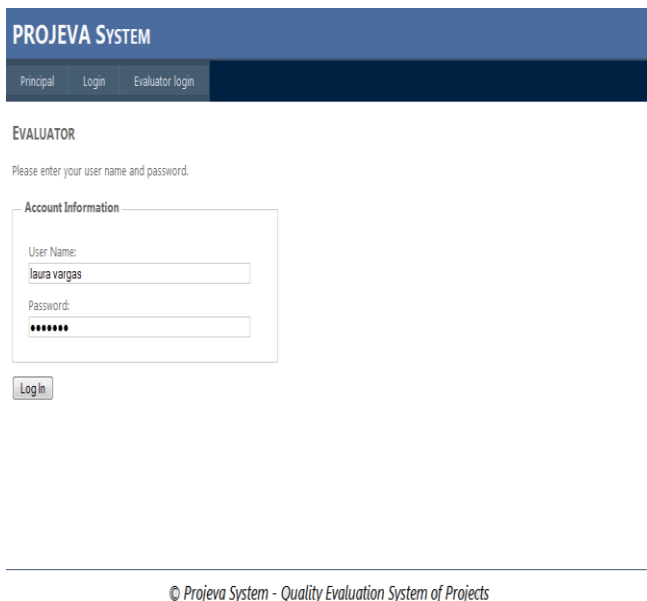 PROJEVA SYSTEM
Principal Login Evaluator login
EVALUATOR
Please enter your user name and password.
Account Information
User Name:
laura vargas
Password:
•••••••
Log In
© Projeva System - Quality Evaluation System of Projects